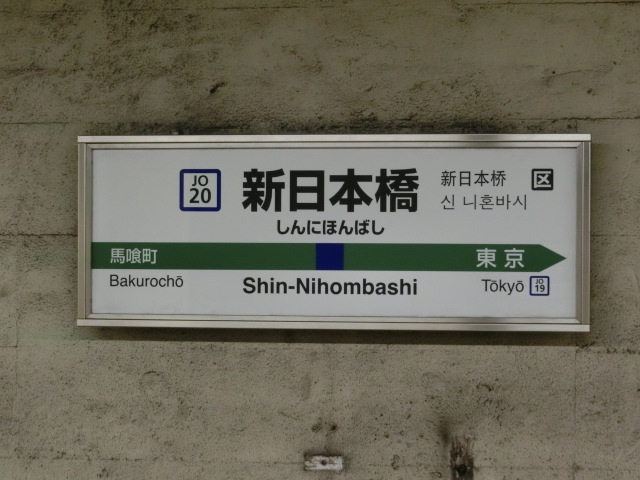 JO
20
新日本橋
新日本桥
区
신 니혼바시
しんにほんばし
馬喰町
東京
Bakurochō
Shin-Nihombashi
Tōkyō
JO
19